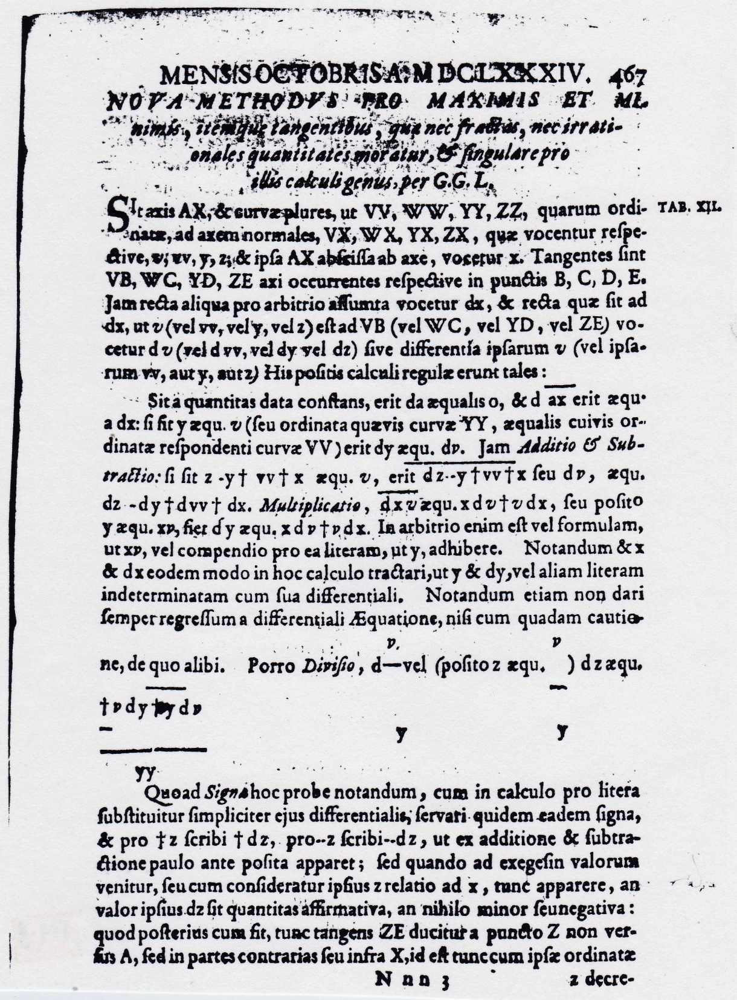 MENSIS OCTOBRIS A. M DCLXXXIV. 467
NOVA METHODVS PRO MAXIMIS ET MI-
nimis, itemque tangentibus, quæ nec fractas, nec irrati-
onales quantitates moratur, & ſingulare pro
illis calculi genus, per G.G. L.
SIt axis AX, & curvæ plures, ut VV, WW, YY, ZZ, quarum ordi- TAB. XII.
natæ, ad axem normales, VX, WX, YX, ZX, quæ vocentur reſpe-
ctive, v, vv, y, z; & ipſa AX abſciſſa ab axe, vocetur x. Tangentes ſint
VB, WC, YD, ZE axi occurrentes reſpective in punctis B, C, D, E.
Jam recta aliqua pro arbitrio aſſumta vocetur dx, & recta quæ ſit ad
dx, ut v (vel vv, vel y, vel z) eſt ad VB (vel WC, vel YD, vel ZE) vo-
cetur d v (vel d vv, vel dy vel dz) ſive differentia ipſarum v (vel ipſa-
rum vv, aut y, aut z) His poſitis calculi regulæ erunt tales:
Sit a quantitas data conſtans, erit da æqualis 0, & d ax erit æqu.
a dx: ſi ſit y æqu. v (ſeu ordinata quævis curvæ YY, æqualis cuivis or-
dinatæ reſpondenti curvæ VV) erit dy æqu. dv. Jam Additio & Sub-
tractio: ſi ſit z -y† vv† x æqu. v, erit d z--y†vv†x ſeu dv, æqu.
dz -dy†dvv† dx. Multiplicatio, dxv æqu. x d v † v dx, ſeu poſito
y æqu. xv, fiet d y æqu. x d v † v d x. In arbitrio enim eſt vel formulam,
ut xv, vel compendio pro ea literam, ut y, adhibere. Notandum & x
& dx eodem modo in hoc calculo tractari, ut y & dy, vel aliam literam
indeterminatam cum ſua differentiali. Notandum etiam non dari
ſemper regreſſum a differentiali Æquatione, niſi cum quadam cautio-
v v
ne, de quo alibi. Porro Diviſio, d—vel (poſito z æqu. ) d z æqu.
† v dy † y d v
y y
yy
Quoad Signa hoc probe notandum, cum in calculo pro litera
ſubſtituitur ſimpliciter ejus differentialis, ſervari quidem eadem ſigna,
& pro †z ſcribi †dz, pro--z ſcribi--dz, ut ex additione & ſubtra-
ctione paulo ante poſita apparet; ſed quando ad exegeſin valorum
venitur, ſeu cum conſideratur ipſius z relatio ad x, tunc apparere, an
valor ipſius dz ſit quantitas affirmativa, an nihilo minor ſeu negativa:
quod poſterius cum fit, tunc tangens ZE ducitur a puncto Z non ver-
ſus A, ſed in partes contrarias ſeu infra X, id eſt tunc cum ipſæ ordinatæ
N n n 3 z decre-